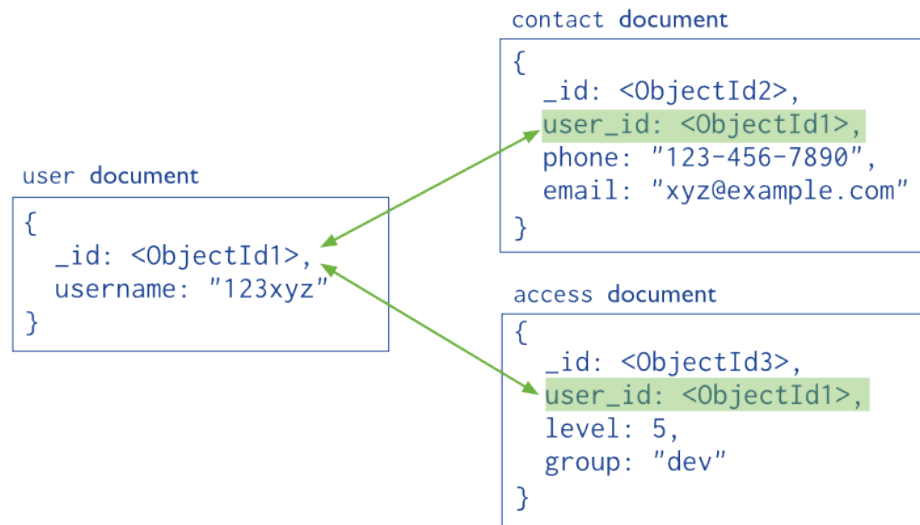 user document
{
_id: <ObjectId1>,
username: "123xyz"
}
contact document
{
_id: <ObjectId2>,
user_id: <ObjectId1>,
phone: "123-456-7890",
email: "xyz@example.com"
}
access document
{
_id: <ObjectId3>,
user_id: <ObjectId1>,
level: 5,
group: "dev"
}